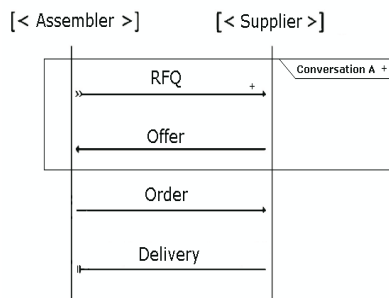 [< Assembler >] [< Supplier >]
Conversation A +
RFQ
+
Offer
Order
Delivery